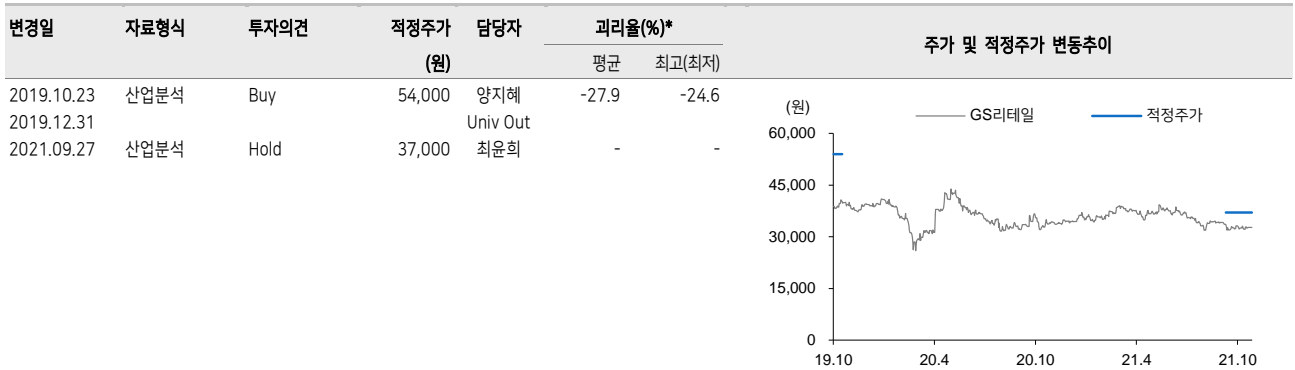 변경일 자료형식 투자의견 적정주가 담당자 괴리율(%)* 주가 및 적정주가 변동추이
(원) 평균 최고(최저)
2019.10.23 산업분석 Buy 54,000 양지혜 -27.9 -24.6
2019.12.31 Univ Out
2021.09.27 산업분석 Hold 37,000 최윤희 - -
(원)
GS리테일 적정주가
60,000
45,000
30,000
15,000
0
19.10 20.4 20.10 21.4 21.10